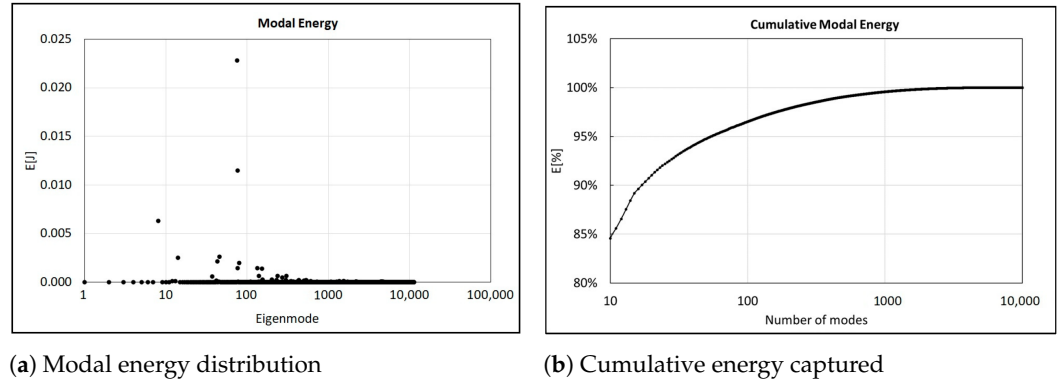 Modal Energy
0.025
0.020
0.015
0.010
0.005
0.000
E[J]
1 10 100 1000 10,000 100,000
Eigenmode
Cumulative Modal Energy
105%
100%
95%
90%
85%
80%
E[%]
10 100 1000 10,000
Number of modes
(a) Modal energy distribution
(b) Cumulative energy captured